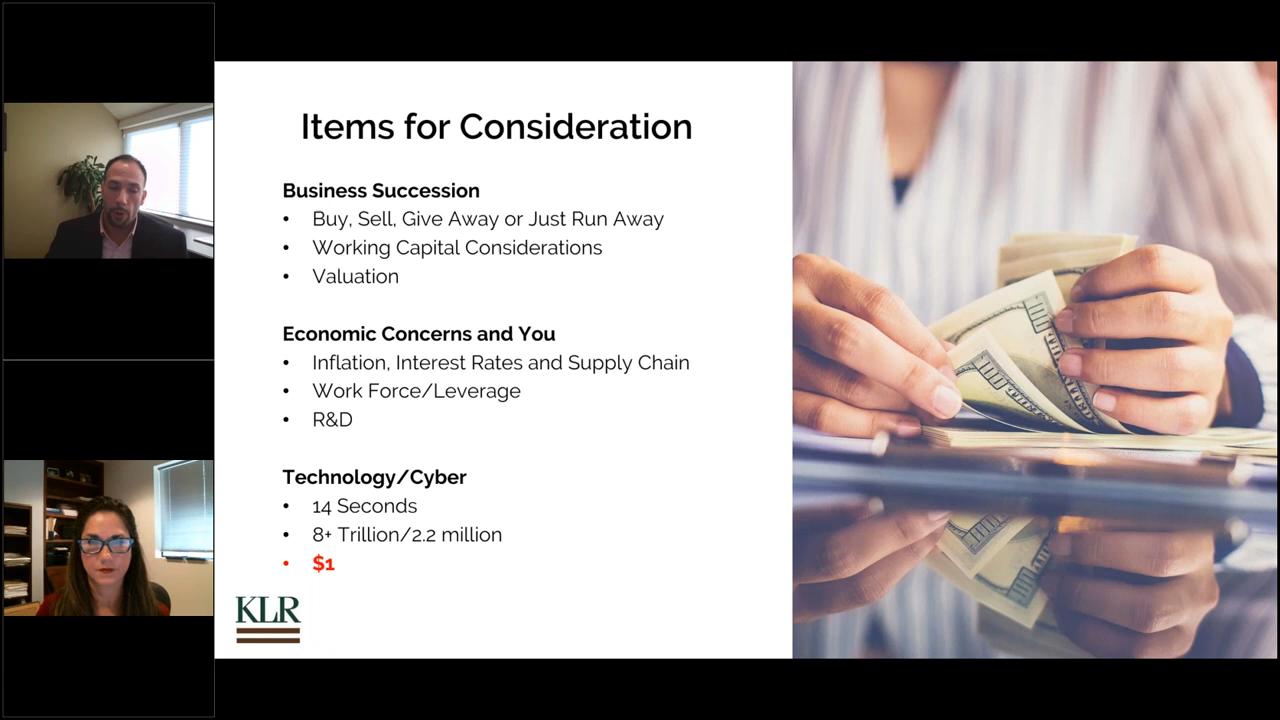 Items for Consideration
Business Succession
• Buy, Sell, Give Away or Just Run Away
• Working Capital Considerations
• Valuation
Economic Concerns and You
• Inflation, Interest Rates and Supply Chain
• Work Force/Leverage
• R&D
Technology/Cyber
• 14 Seconds
• 8+ Trillion/2.2 million
• $1
KLR